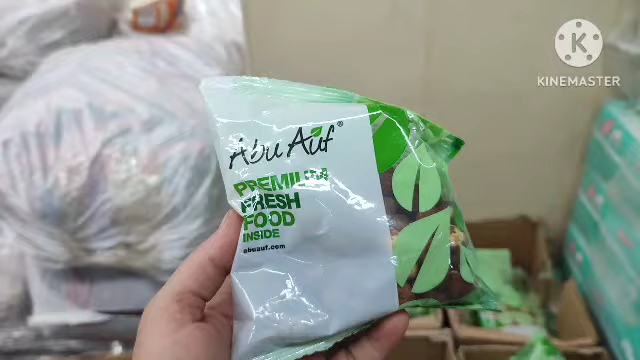 K
KINEMASTER
Abu Auf®
PREMIUM
FRESH
FOOD
INSIDE
abuauf.com